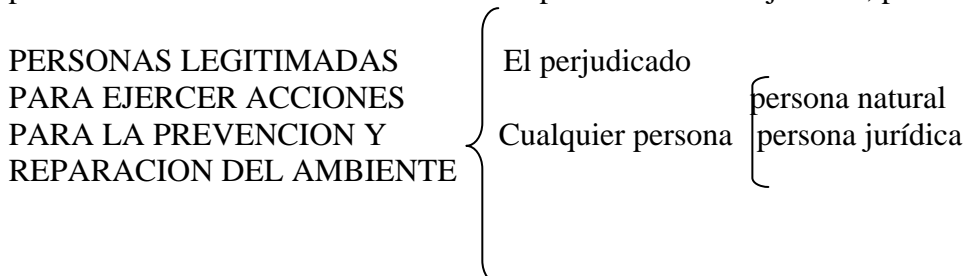 PERSONAS LEGITIMADAS El perjudicado
PARA EJERCER ACCIONES persona natural
PARA LA PREVENCION Y Cualquier persona persona jurídica
REPARACION DEL AMBIENTE